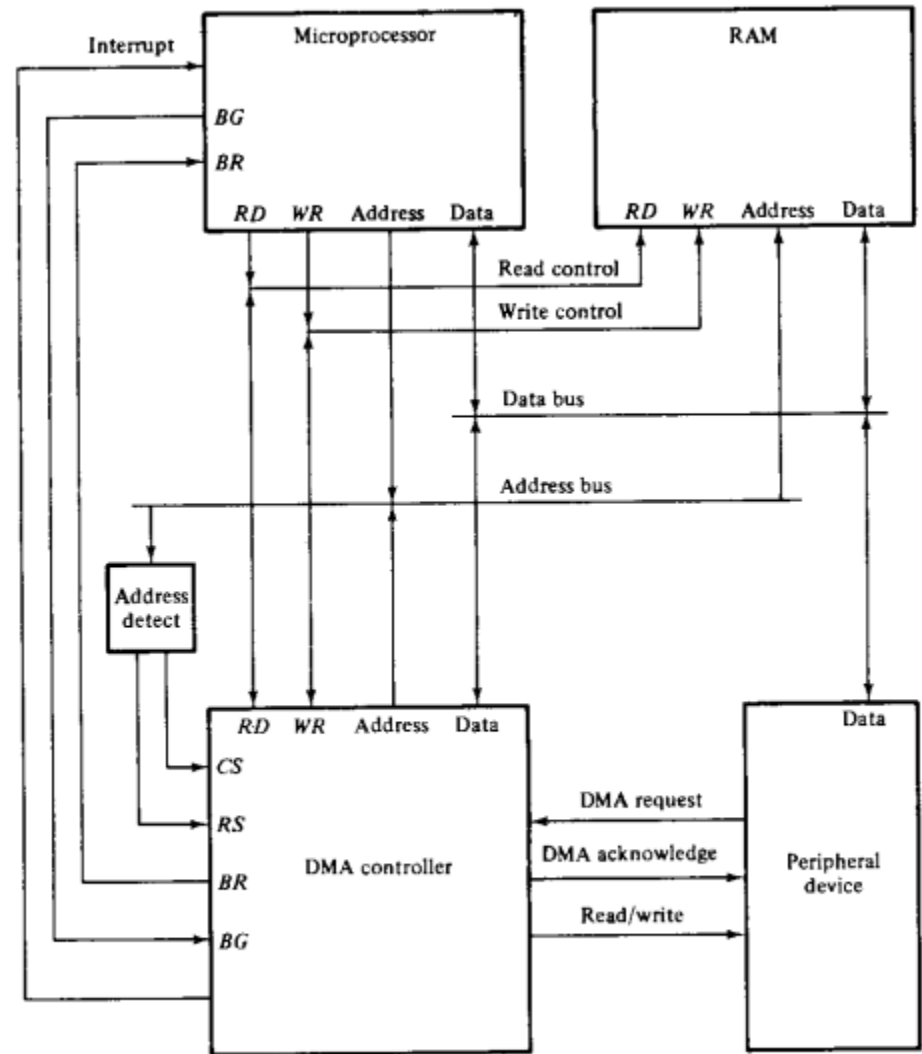 Microprocessor
RAM
Interrupt
BG
BR
RD WR Address Data
RD WR Address Data
Read control
Write control
Data bus
Address bus
Address
detect
RD WR Address Data
Data
CS
RS
BR
BG
DMA controller
DMA request
DMA acknowledge
Read/write
Peripheral
device